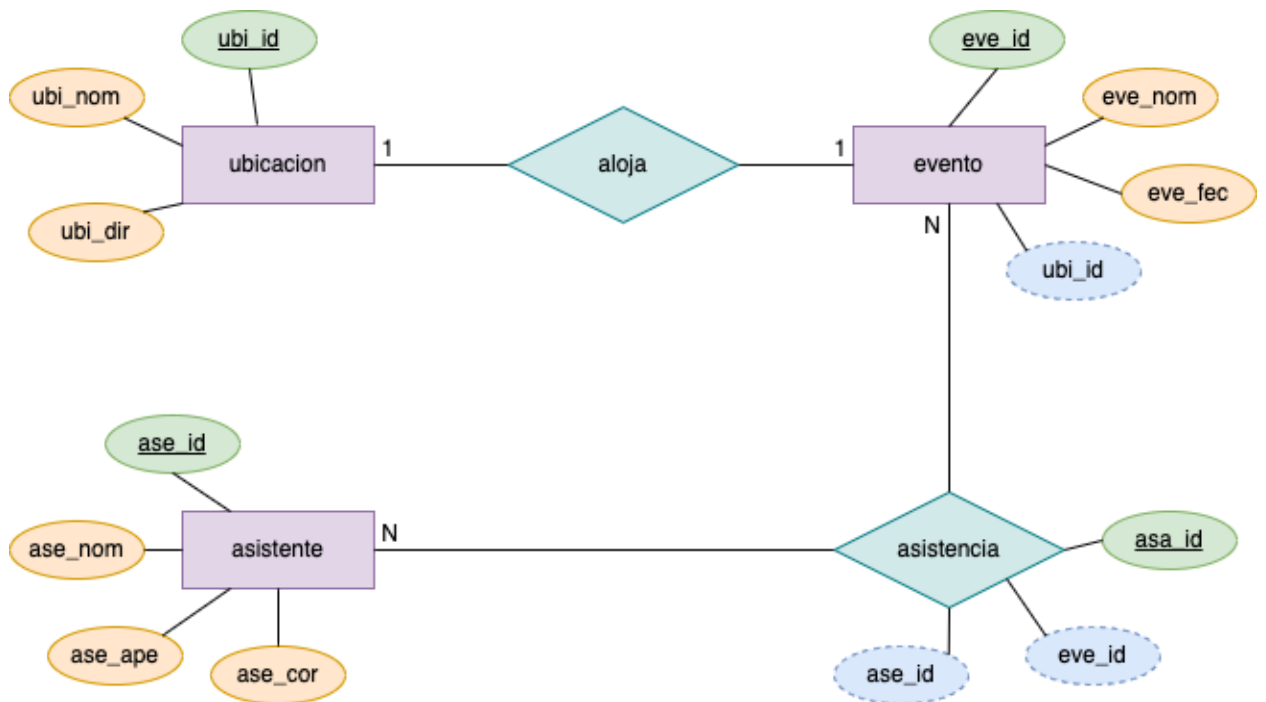 ubi_id
eve_id
ubi_nom
eve_nom
ubicacion
1
aloja
1
evento
eve_fec
ubi_dir
N
ubi_id
ase_id
ase_nom
asistente
N
asistencia
asa_id
ase_ape
ase_cor
ase_id
eve_id